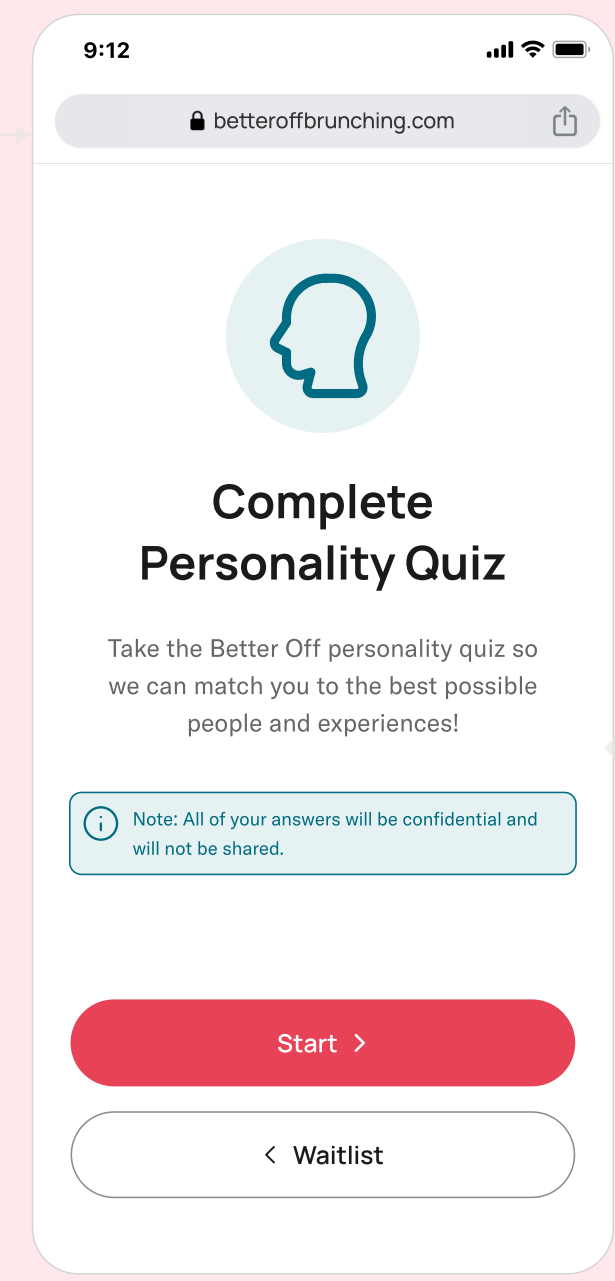 9:12
betteroffbrunching.com
Complete
Personality Quiz
Take the Better Off personality quiz so
we can match you to the best possible
people and experiences!
Note: All of your answers will be confidential and
will not be shared.
Start
Waitlist